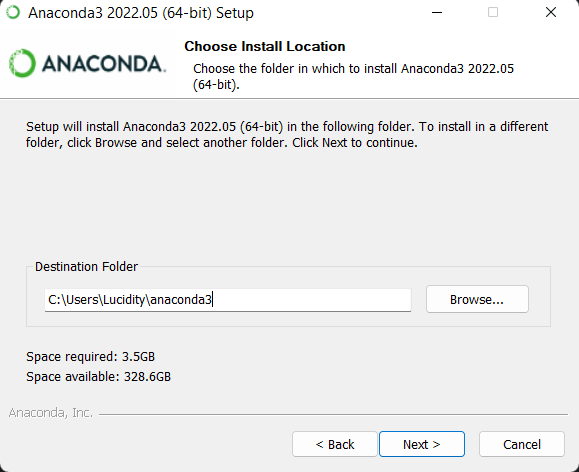 Anaconda3 2022.05 (64-bit) Setup
ANACONDA.
Choose Install Location
Choose the folder in which to install Anaconda3 2022.05
(64-bit).
Setup will install Anaconda3 2022.05 (64-bit) in the following folder. To install in a different
folder, click Browse and select another folder. Click Next to continue.
Destination Folder
C:\Users\Lucidity\anaconda3
Browse...
Space required: 3.5GB
Space available: 328.6GB
Anaconda, Inc.
< Back
Next >
Cancel